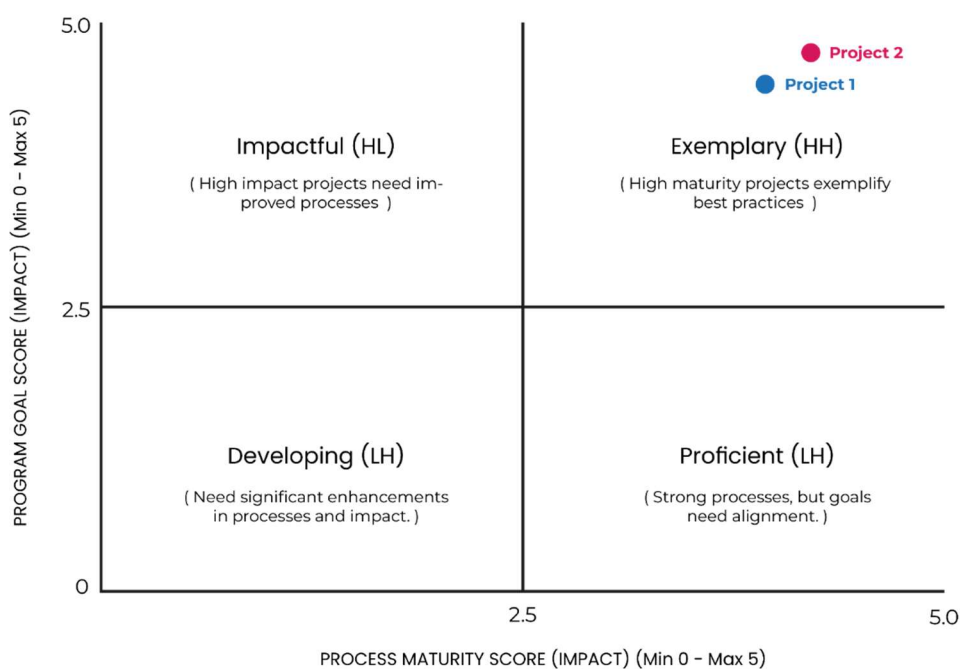 5.0
Project 2
Project 1
Impactful (HL)
( High impact projects need im-
proved processes )
Exemplary (HH)
( High maturity projects exemplify
best practices )
PROGRAM GOAL SCORE (IMPACT) (Min 0 - Max 5)
2.5
Developing (LH)
( Need significant enhancements
in processes and impact. )
Proficient (LH)
( Strong processes, but goals
need alignment. )
0
2.5
5.0
PROCESS MATURITY SCORE (IMPACT) (Min 0 - Max 5)